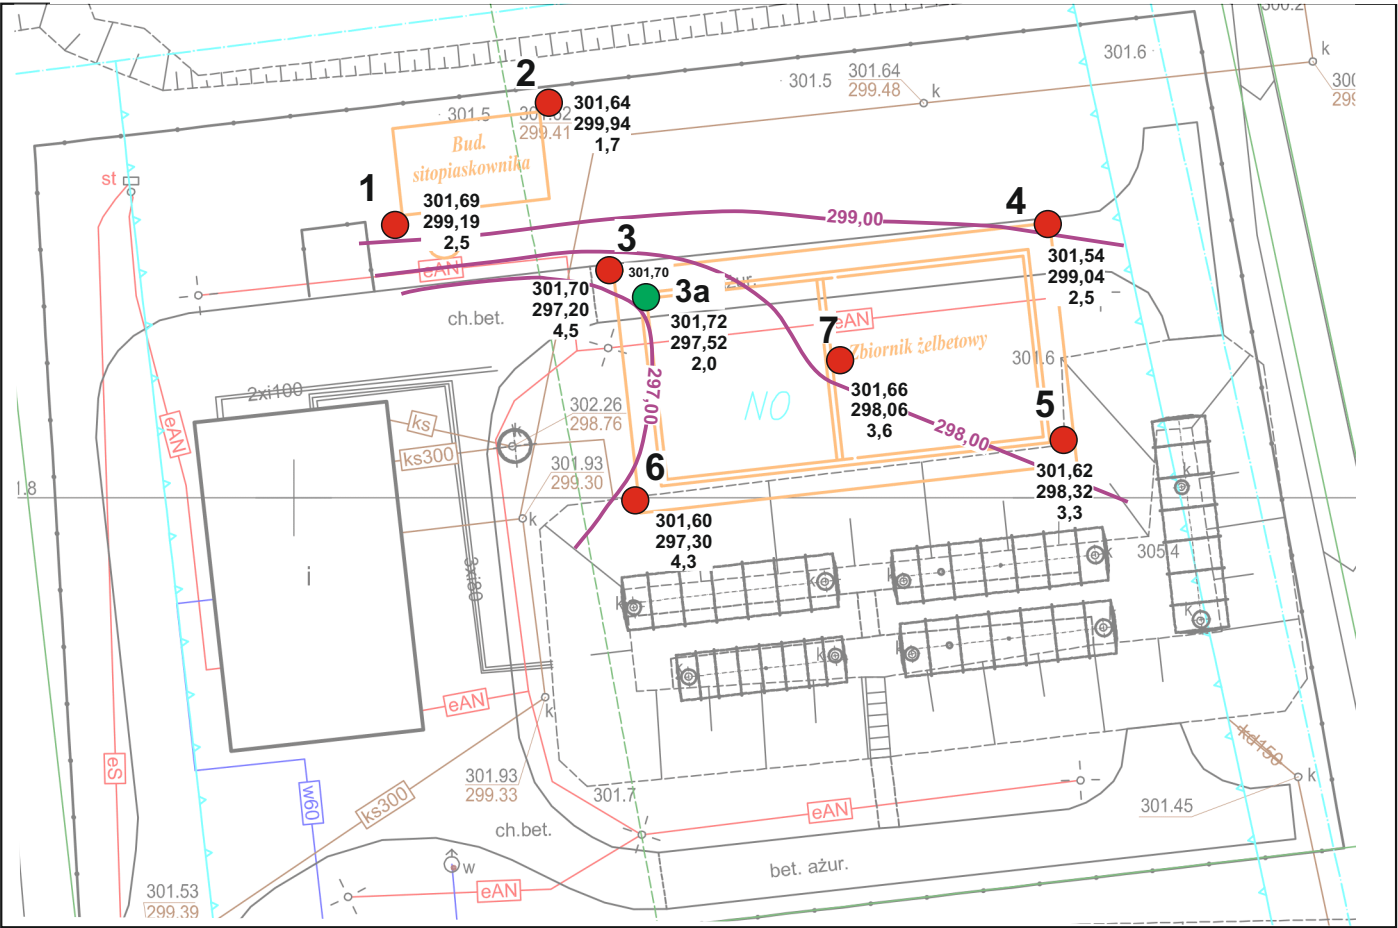 300.2
k
301.6
301.5
301.64
299.48
k
2
301,64
299,94
1,7
301.5
299.41
Bud.
sitopiaskownika
st
1
301,69
299,19
2,5
299,00
4
301,54
299,04
2,5
3
301,70
3a
301,70
297,20
4,5
301,72
297,52
2,0
eAN
ch.bet.
eAN
7
Zbiornik żelbetowy
301.6
301,66
298,06
3,6
2xi100
297,00
NO
302.26
298.76
ks
ks300
k
eAN
298,00
5
301,62
298,32
3,3
301.93
299.30
6
301,60
297,30
4,3
1.8
k
k
305.4
k
k
k
k
i
3xi80
k
k
k
k
k
eAN
k
eS
w60
301.93
299.33
ks300
301.7
kd150
k
301.45
eAN
ch.bet.
bet. ażur.
w
eAN
301.53
299.39